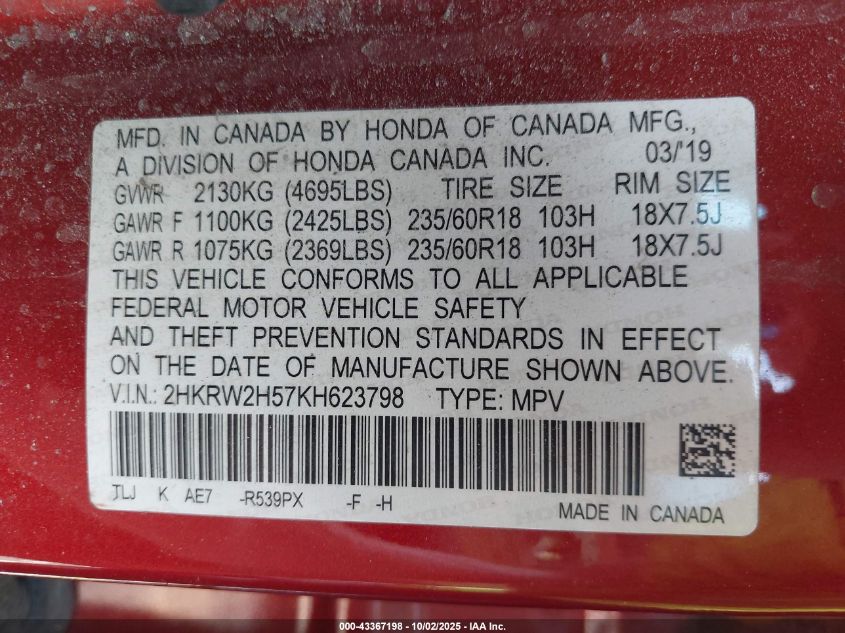 MFD. IN CANADA BY HONDA OF CANADA MFG.,
A DIVISION OF HONDA CANADA INC. 03/'19
GVWR 2130KG (4695LBS) TIRE SIZE RIM SIZE
GAWR F 1100KG (2425LBS) 235/60R18 103H 18X7.5J
GAWR R 1075KG (2369LBS) 235/60R18 103H 18X7.5J
THIS VEHICLE CONFORMS TO ALL APPLICABLE
FEDERAL MOTOR VEHICLE SAFETY
AND THEFT PREVENTION STANDARDS IN EFFECT
ON THE DATE OF MANUFACTURE SHOWN ABOVE.
V.I.N.: 2HKRW2H57KH623798 TYPE: MPV
TLJ K AE7 -R539PX -F -H
MADE IN CANADA
000-43367198 - 10/02/2025 - IAA Inc.